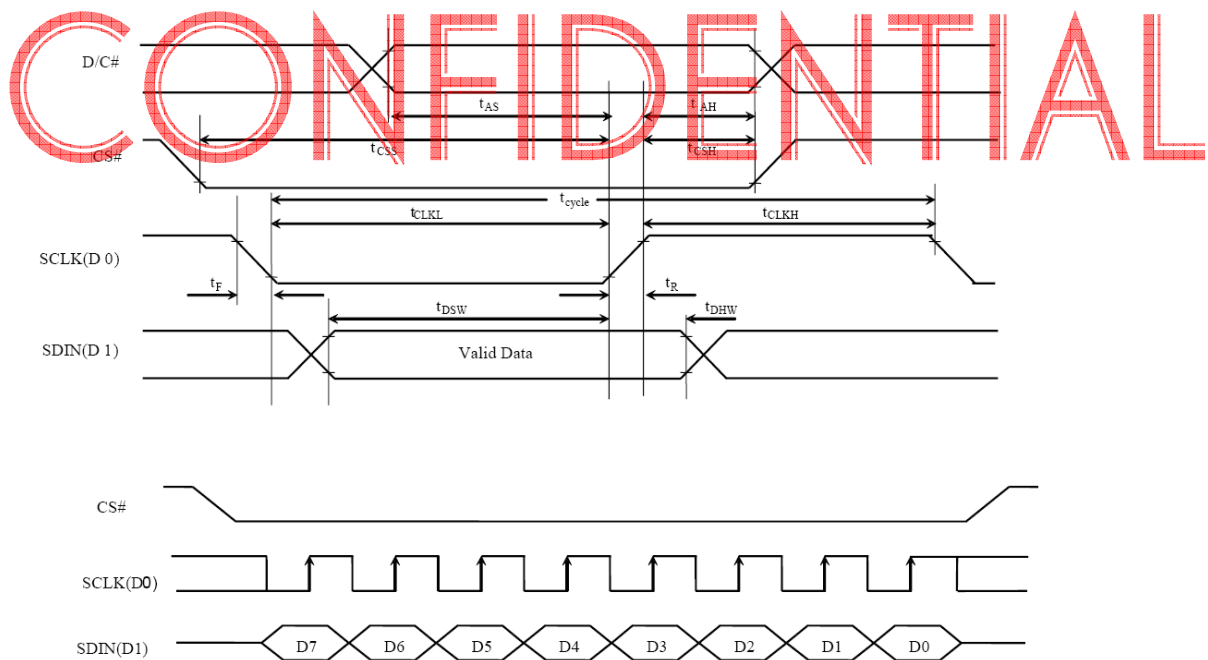 CONFIDENTIAL
D/C#
tAS
tAH
CS#
tCSS
tCSH
tcycle
tCLKL
tCLKH
SCLK(D 0)
tF
tR
tDSW
tDHW
SDIN(D 1)
Valid Data
CS#
SCLK(D0)
SDIN(D1)
D7 D6 D5 D4 D3 D2 D1 D0